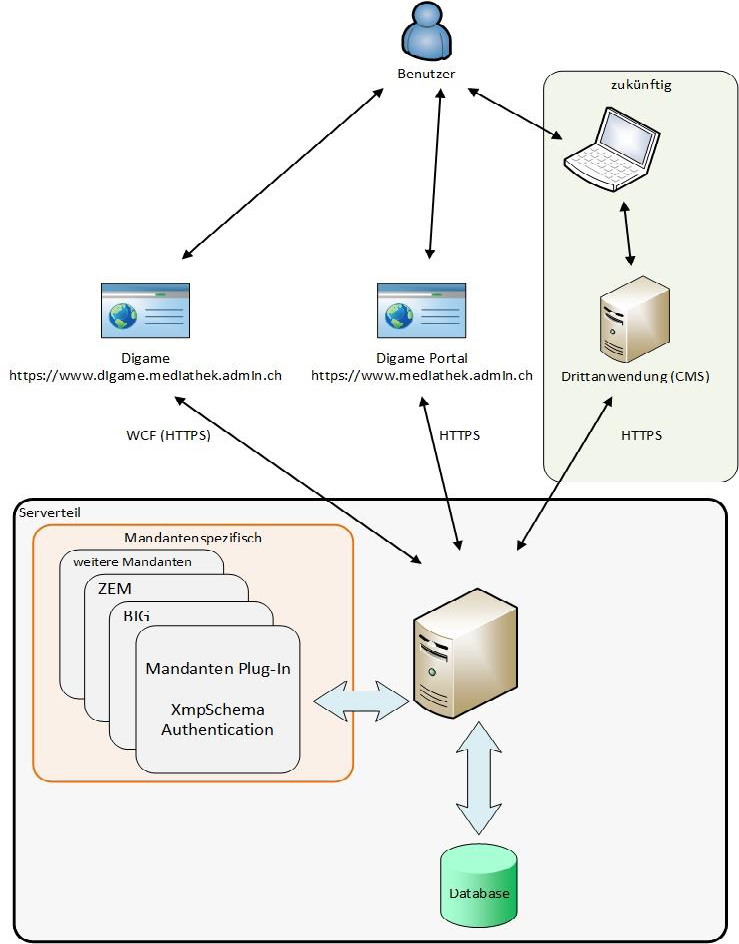 Benutzer
zukünftig
Digame
https://www.digame.mediathek.admin.ch
Digame Portal
https://www.mediathek.admin.ch
Drittanwendung (CMS)
WCF (HTTPS)
HTTPS
HTTPS
Serverteil
Mandantenspezifisch
weitere Mandanten
ZEM
BIG
Mandanten Plug-In
XmpSchema
Authentication
Database